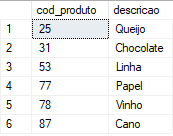 cod_produto descricao
1 25 Queijo
2 31 Chocolate
3 53 Linha
4 77 Papel
5 78 Vinho
6 87 Cano